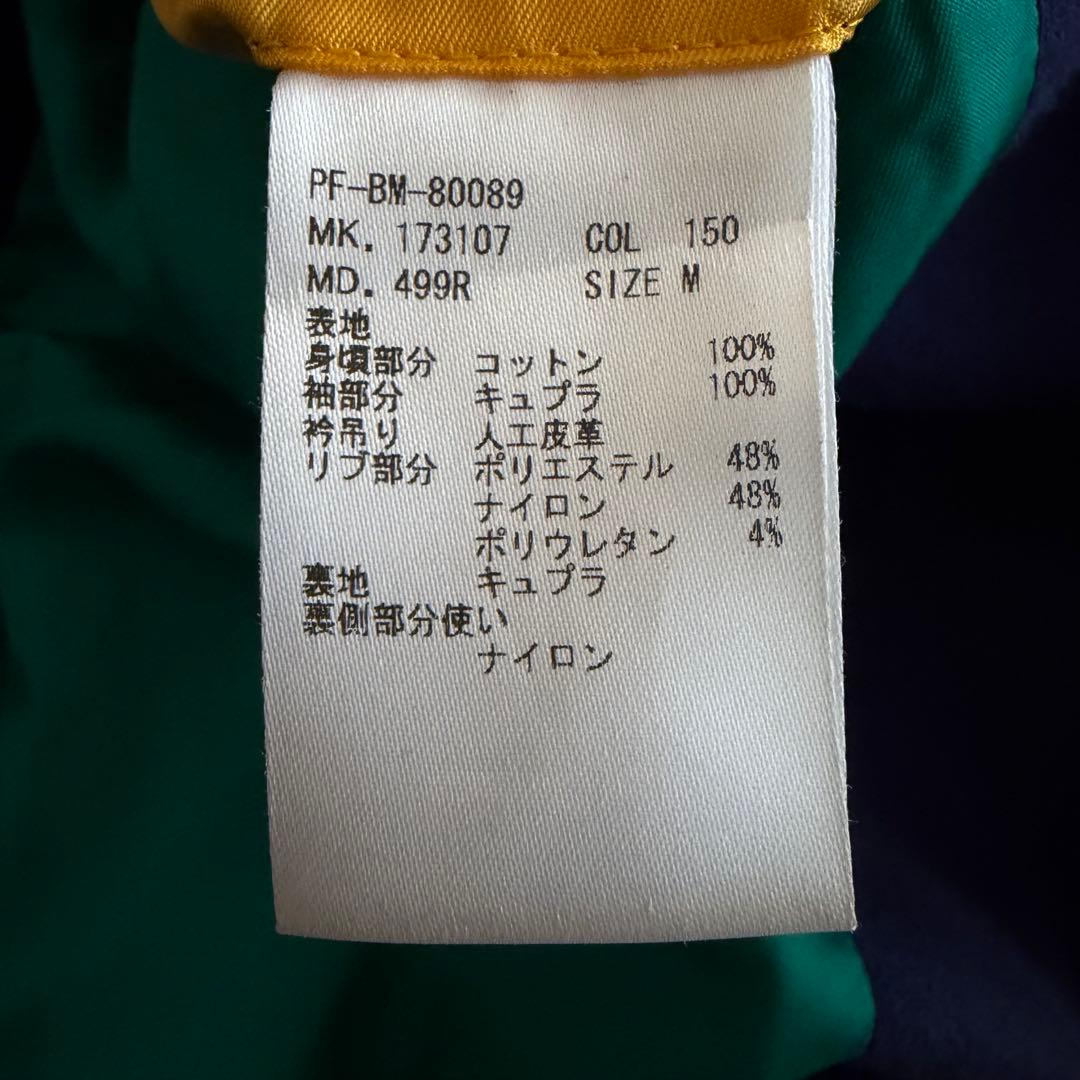 PF-BM-80089
MK. 173107 COL 150
MD. 499R SIZE M
表地
身頃部分 コットン 100%
袖部分 キュプラ 100%
衿吊り 人工皮革
リブ部分 ポリエステル 48%
ナイロン 48%
ポリウレタン 4%
裏地 キュプラ
裏側部分使い
ナイロン